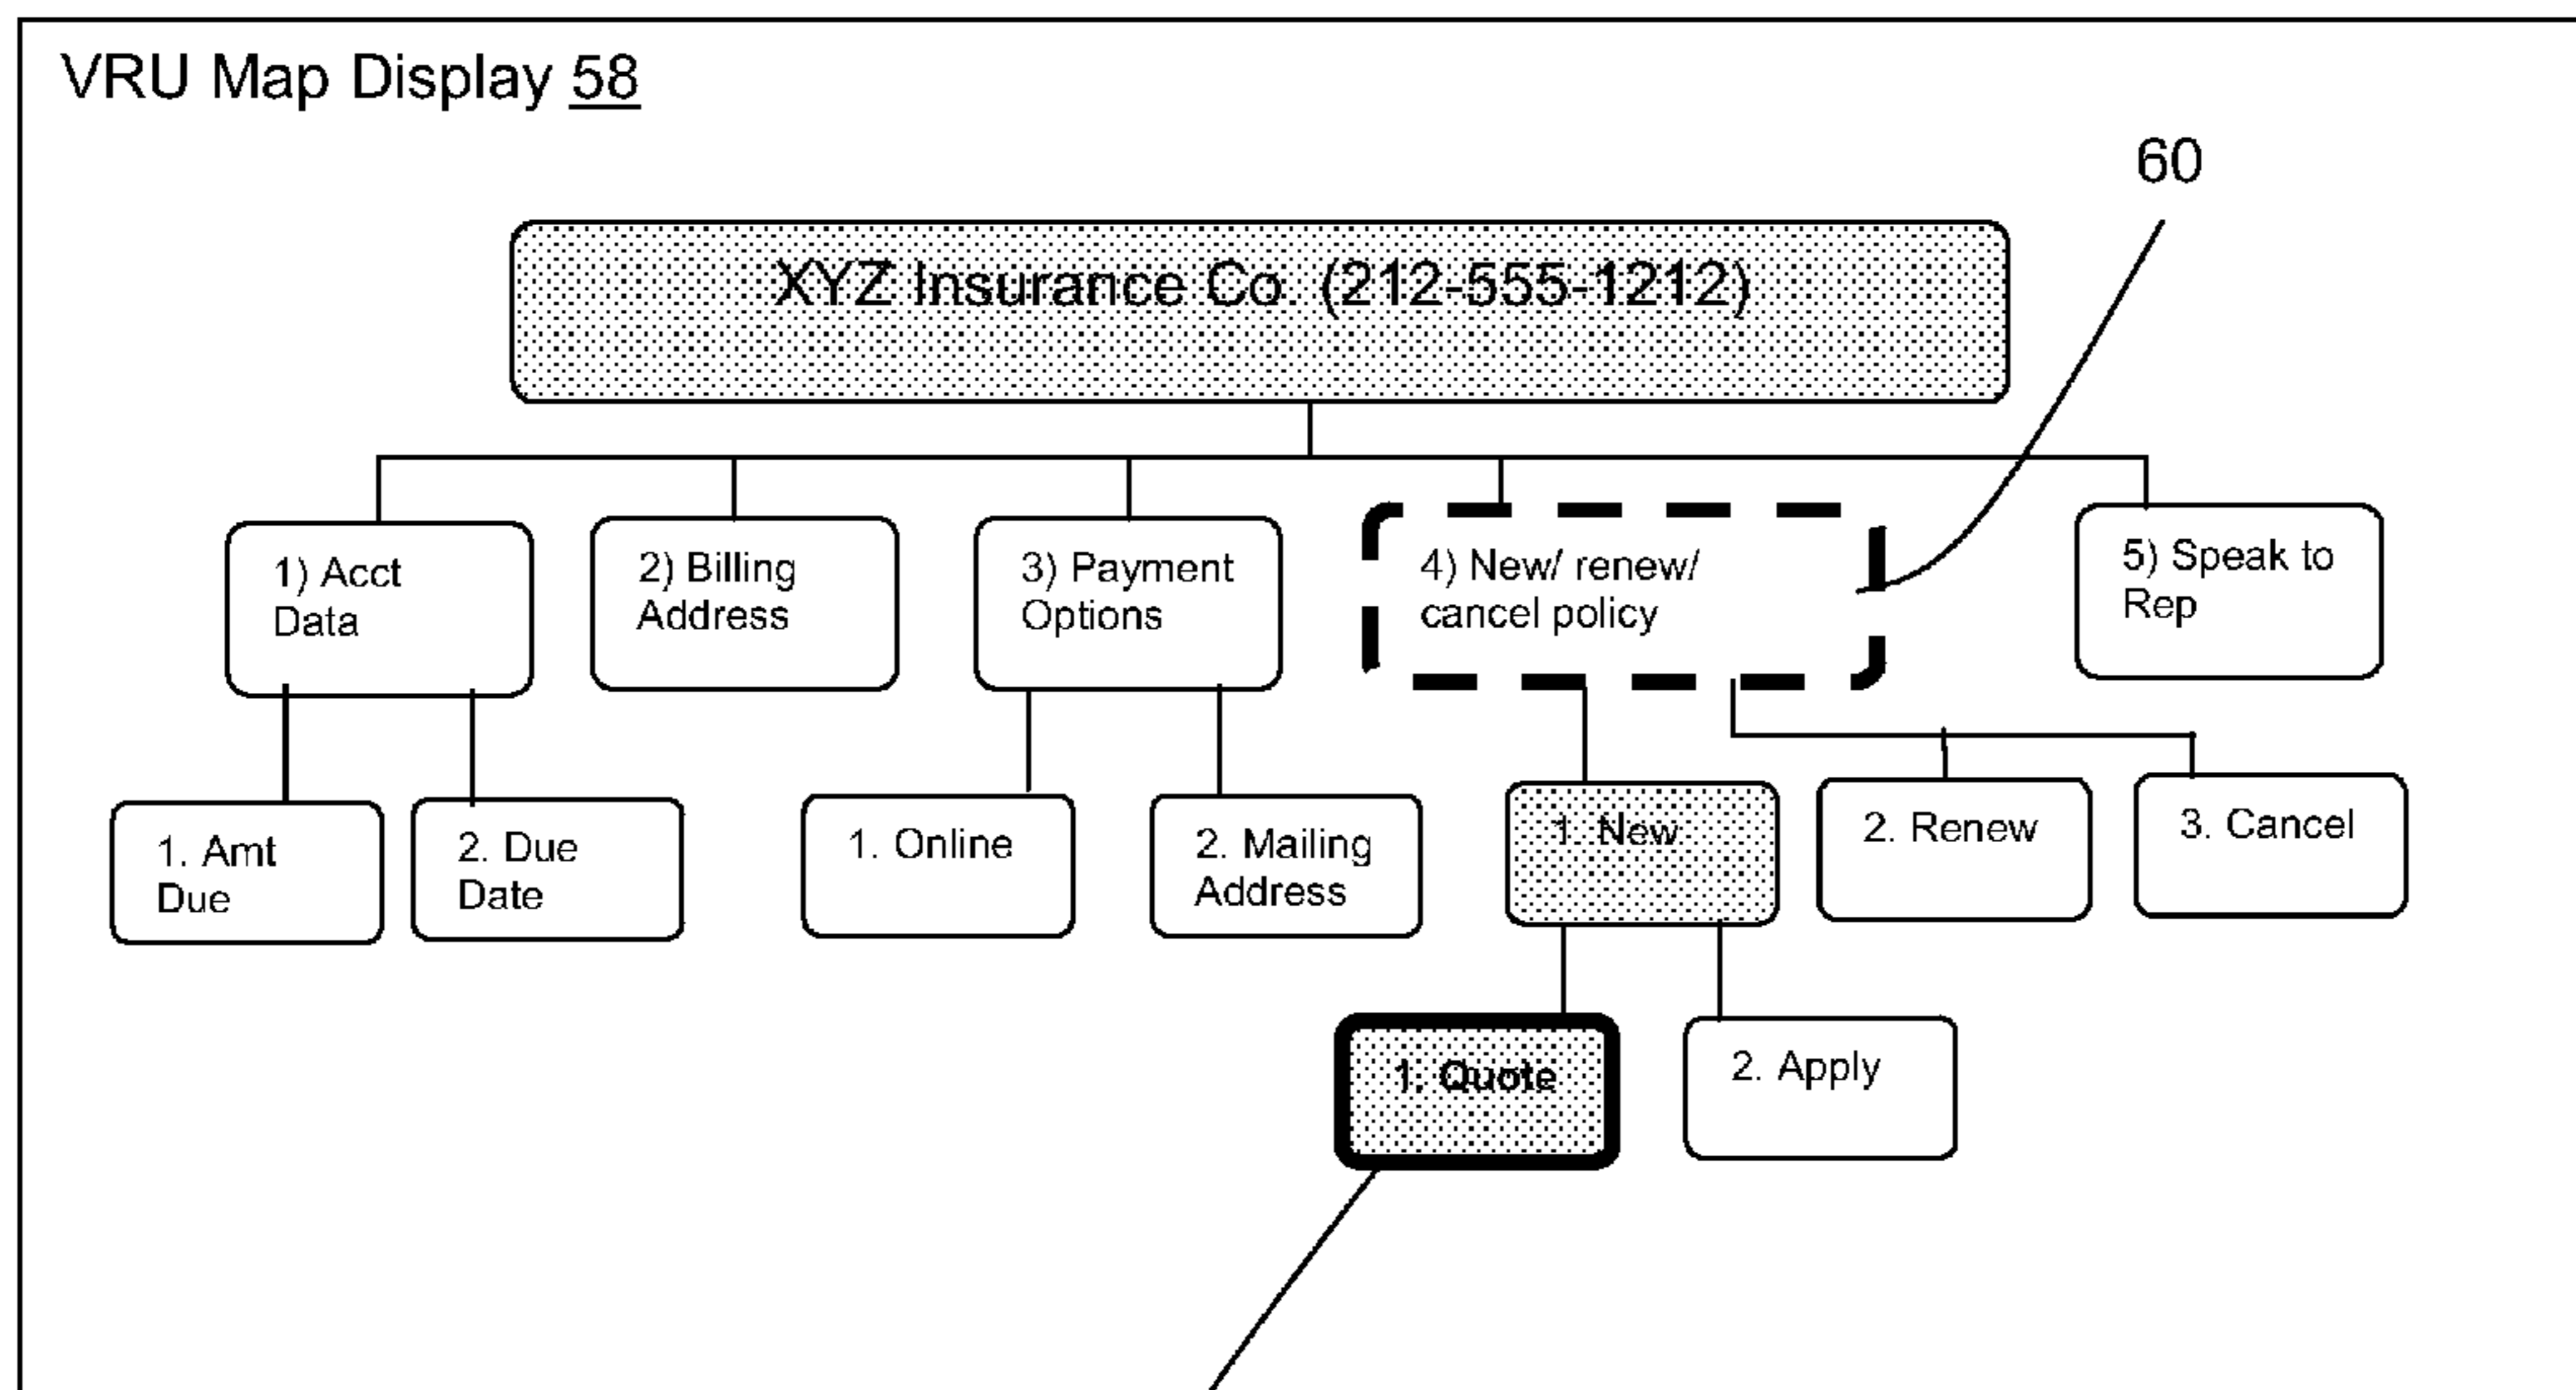 VRU Map Display 58
60
XYZ Insurance Co. (212-555-1212)
1) Acct
Data
2) Billing
Address
3) Payment
Options
4) New/ renew/
cancel policy
5) Speak to
Rep
1. Amt
Due
2. Due
Date
1. Online
2. Mailing
Address
1. New
2. Renew
3. Cancel
1. Quote
2. Apply